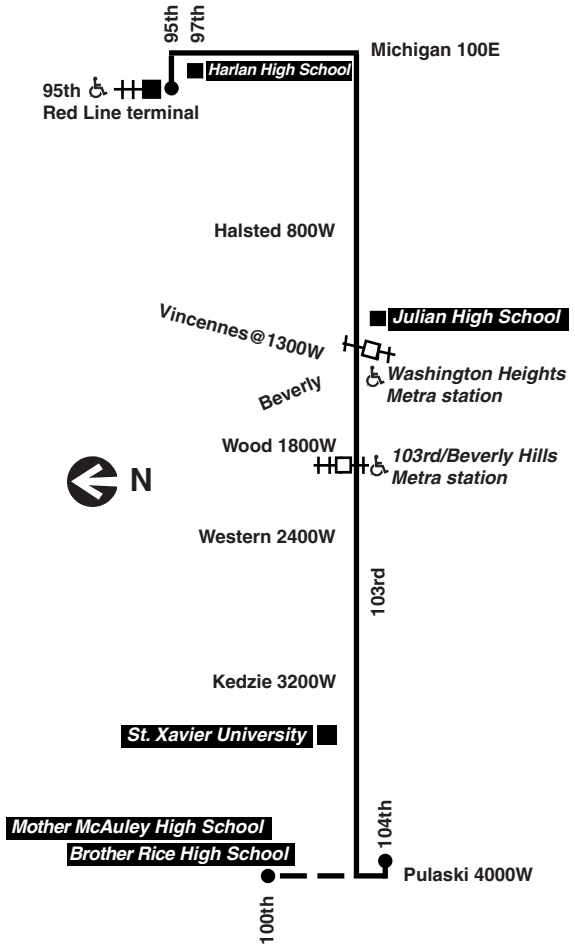 95th
97th
Michigan 100E
Harlan High School
95th
Red Line terminal
Halsted 800W
Julian High School
Vincennes@1300W
Washington Heights
Metra station
Beverly
Wood 1800W
103rd/Beverly Hills
Metra station
N
Western 2400W
103rd
Kedzie 3200W
St. Xavier University
Mother McAuley High School
104th
Brother Rice High School
Pulaski 4000W
100th